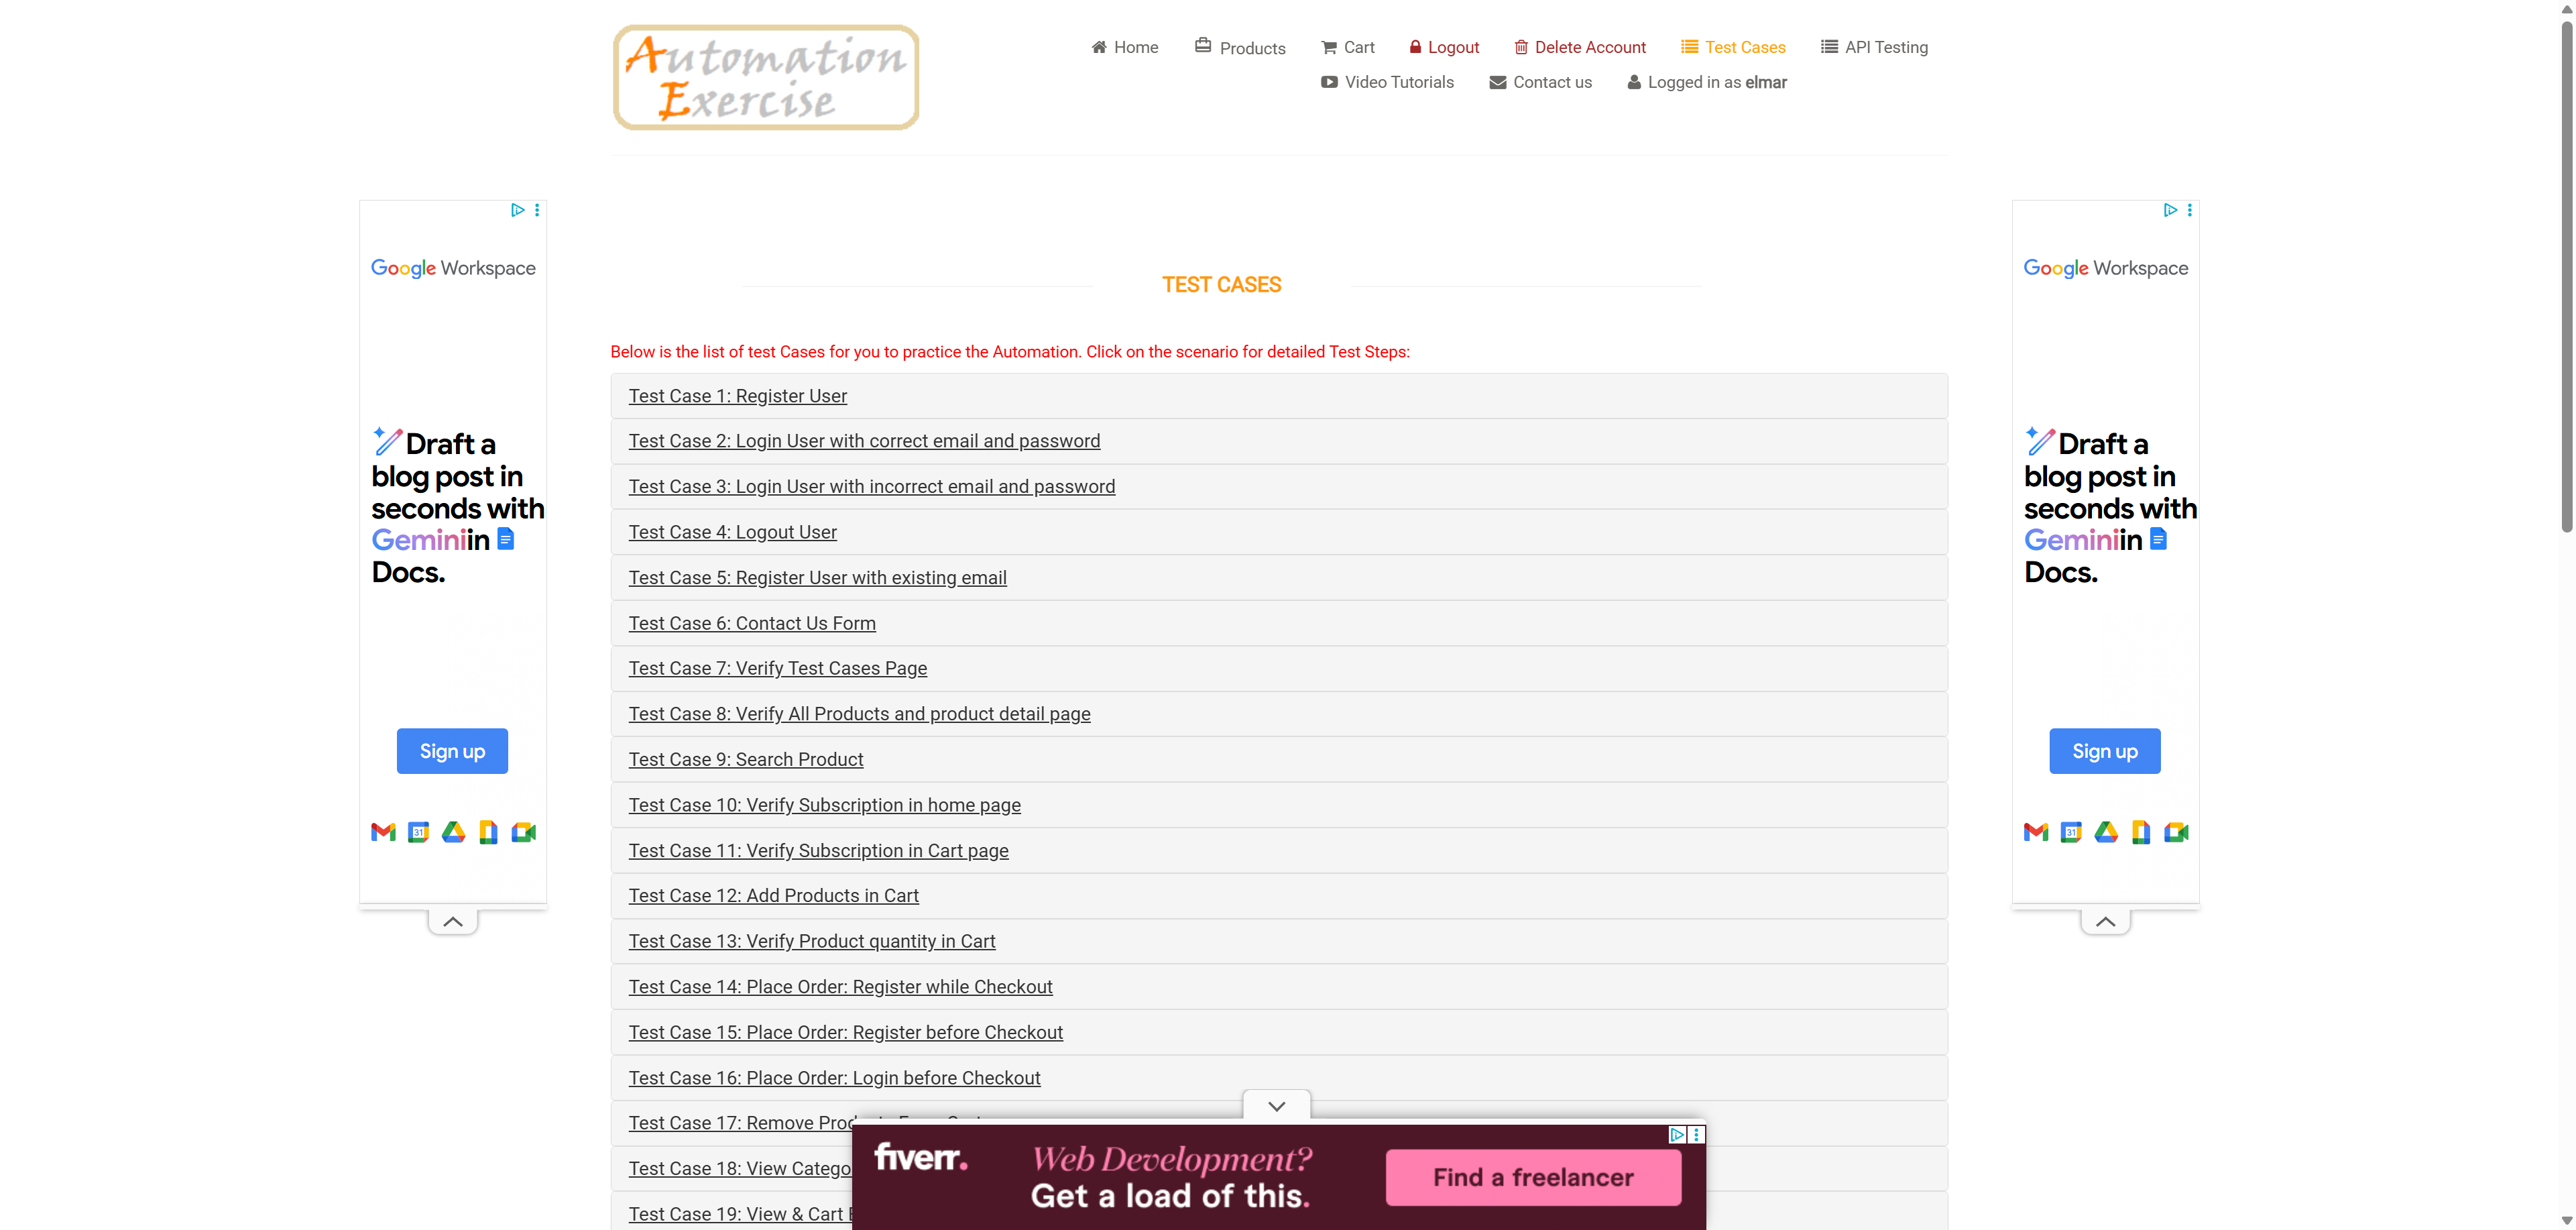 Automation
Exercise
Home
Products
Cart
Logout
Delete Account
Test Cases
API Testing
Video Tutorials
Contact us
Logged in as elmar
Google Workspace
Draft a
blog post in
seconds with
Geminiin
Docs.
Sign up
31
TEST CASES
Below is the list of test Cases for you to practice the Automation. Click on the scenario for detailed Test Steps:
Test Case 1: Register User
Test Case 2: Login User with correct email and password
Test Case 3: Login User with incorrect email and password
Test Case 4: Logout User
Test Case 5: Register User with existing email
Test Case 6: Contact Us Form
Test Case 7: Verify Test Cases Page
Test Case 8: Verify All Products and product detail page
Test Case 9: Search Product
Test Case 10: Verify Subscription in home page
Test Case 11: Verify Subscription in Cart page
Test Case 12: Add Products in Cart
Test Case 13: Verify Product quantity in Cart
Test Case 14: Place Order: Register while Checkout
Test Case 15: Place Order: Register before Checkout
Test Case 16: Place Order: Login before Checkout
Test Case 17: Remove
Test Case 18: View
Test Case 19: View & Cart
Google Workspace
Draft a
blog post in
seconds with
Geminiin
Docs.
Sign up
31
fiverr.
Web Development?
Get a load of this.
Find a freelancer